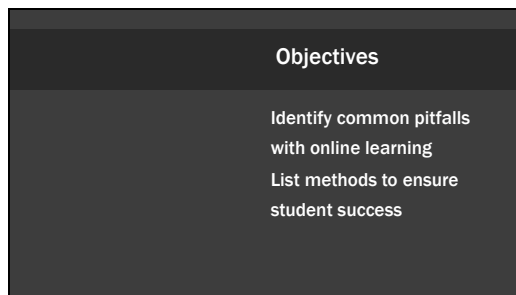 Objectives
Identify common pitfalls
with online learning
List methods to ensure
student success